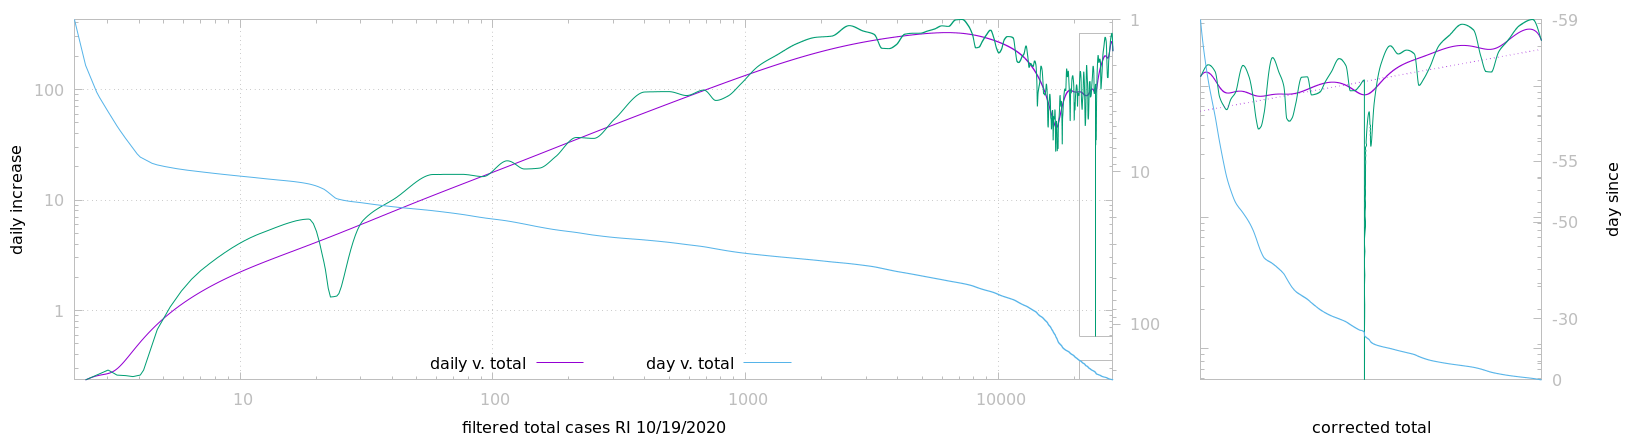 daily increase
100
10
1
1
10
100
10
100
1000
10000
daily v. total
day v. total
filtered total cases RI 10/19/2020
-59
-55
-50
-30
0
day since
corrected total